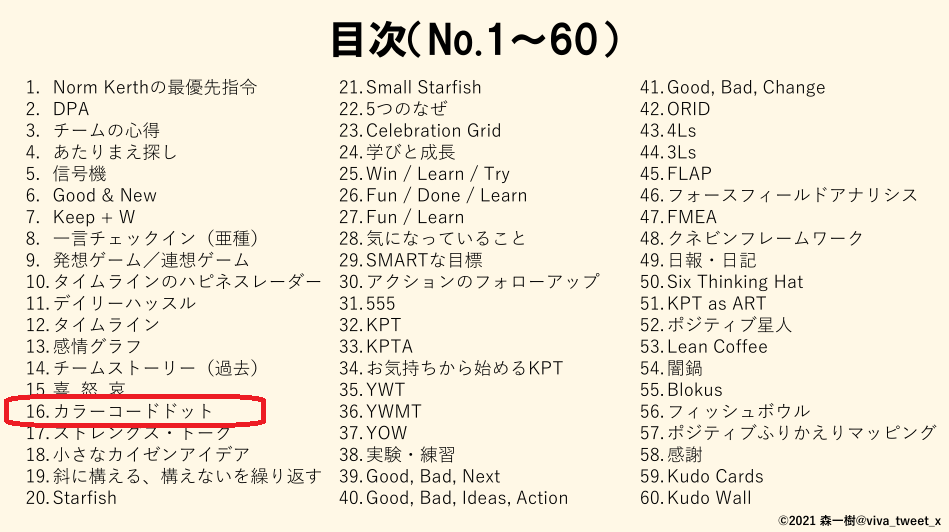 目次（No.1～60）
1. Norm Kerthの最優先指令
2. DPA
3. チームの心得
4. あたりまえ探し
5. 信号機
6. Good & New
7. Keep + W
8. 一言チェックイン（亜種）
9. 発想ゲーム／連想ゲーム
10. タイムラインのハピネスレーダー
11. デイリーハッスル
12. タイムライン
13. 感情グラフ
14. チームストーリー（過去）
15. 喜 怒 哀
16. カラーコードドット
17. ストレングス・トーク
18. 小さなカイゼンアイデア
19. 斜に構える、構えないを繰り返す
20. Starfish
21. Small Starfish
22. 5つのなぜ
23. Celebration Grid
24. 学びと成長
25. Win / Learn / Try
26. Fun / Done / Learn
27. Fun / Learn
28. 気になっていること
29. SMARTな目標
30. アクションのフォローアップ
31. 555
32. KPT
33. KPTA
34. お気持ちから始めるKPT
35. YWT
36. YWMT
37. YOW
38. 実験・練習
39. Good, Bad, Next
40. Good, Bad, Ideas, Action
41. Good, Bad, Change
42. ORID
43. 4Ls
44. 3Ls
45. FLAP
46. フォースフィールドアナリシス
47. FMEA
48. クネビンフレームワーク
49. 日報・日記
50. Six Thinking Hat
51. KPT as ART
52. ポジティブ星人
53. Lean Coffee
54. 闇鍋
55. Blokus
56. フィッシュボウル
57. ポジティブふりかえりマッピング
58. 感謝
59. Kudo Cards
60. Kudo Wall
©2021 森一樹@viva_tweet_x